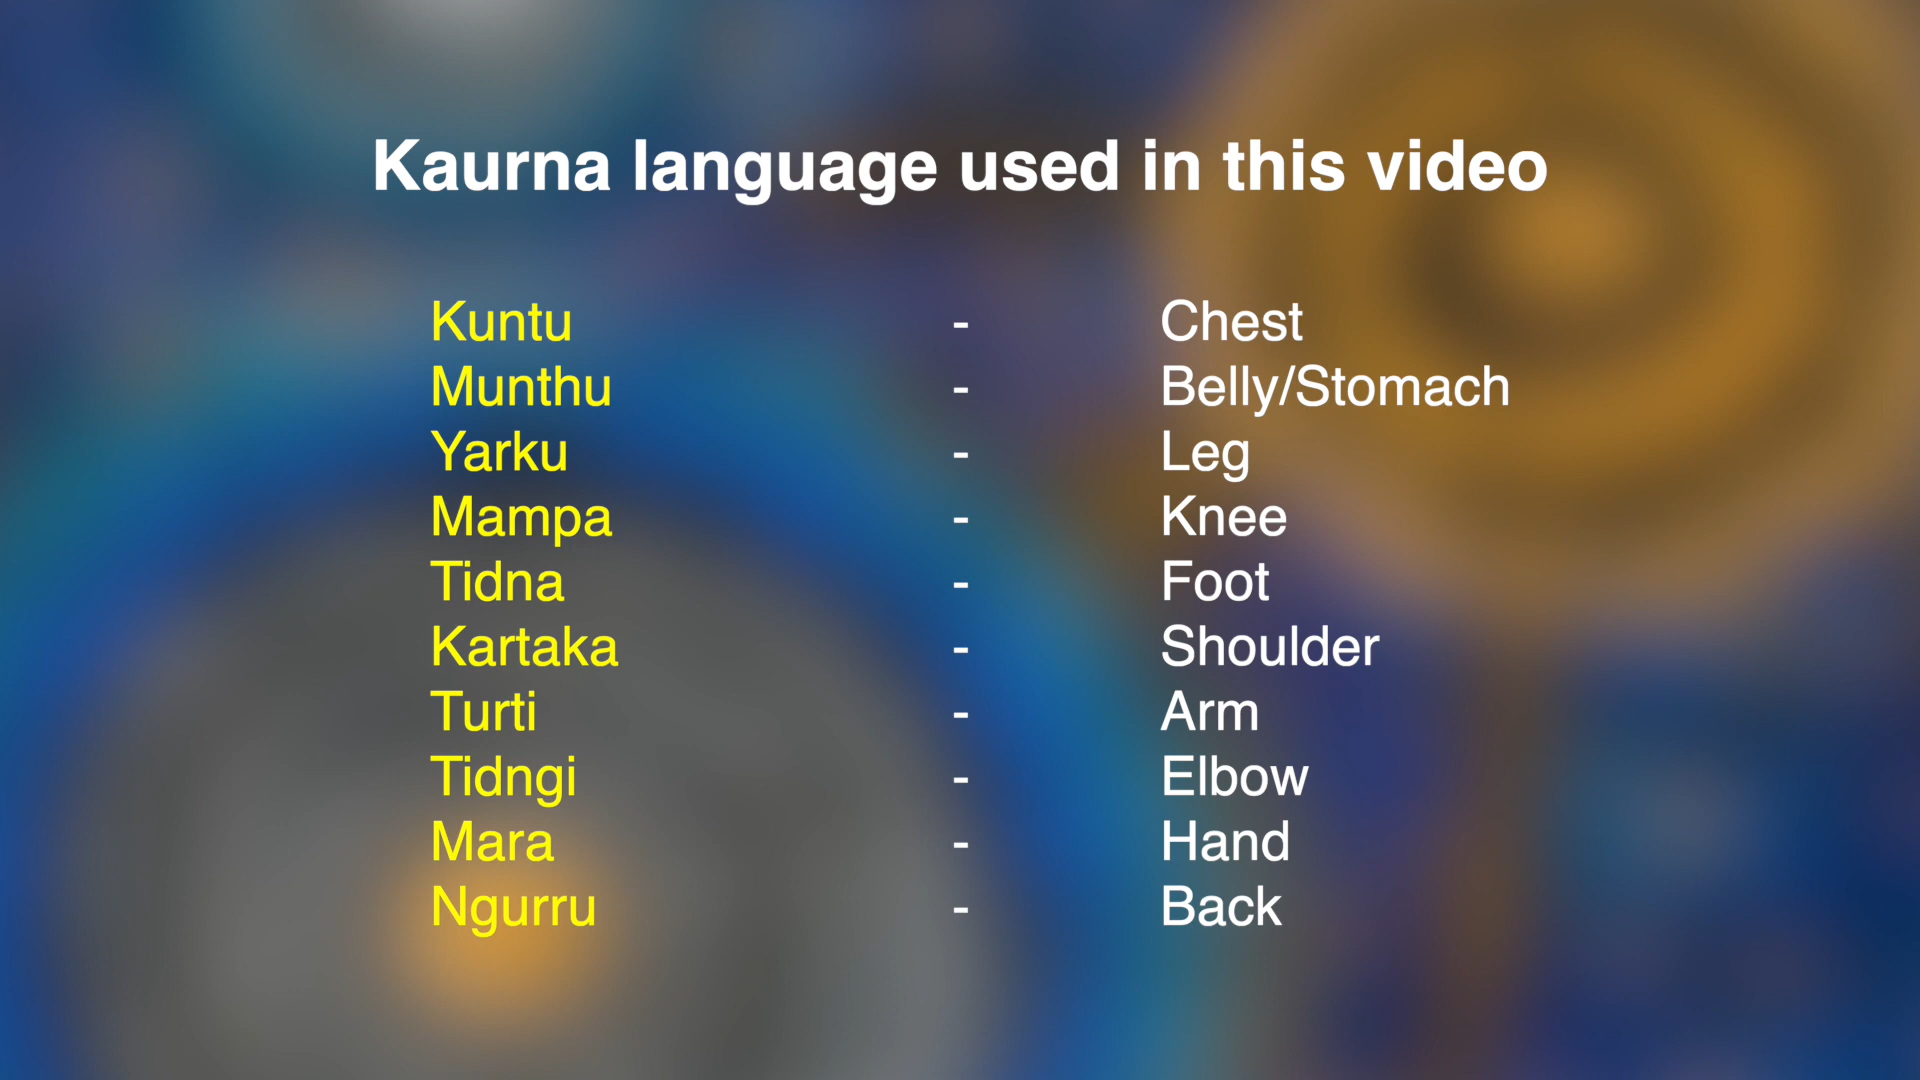 Kaurna language used in this video
Kuntu - Chest
Munthu - Belly/Stomach
Yarku - Leg
Mampa - Knee
Tidna - Foot
Kartaka - Shoulder
Turti - Arm
Tidngi - Elbow
Mara - Hand
Ngurru - Back